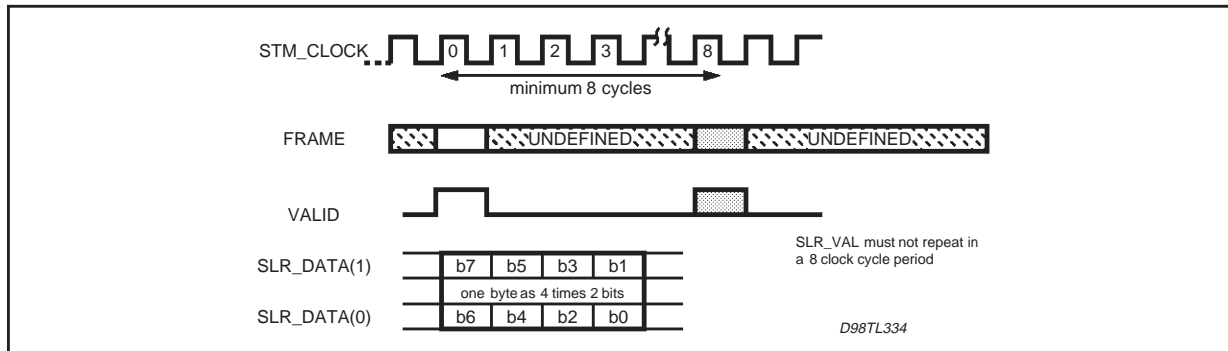 STM_CLOCK 0 1 2 3 8
minimum 8 cycles
FRAME UNDEFINED UNDEFINED
VALID
SLR_VAL must not repeat in
a 8 clock cycle period
SLR_DATA(1) b7 b5 b3 b1
one byte as 4 times 2 bits
SLR_DATA(0) b6 b4 b2 b0
D98TL334